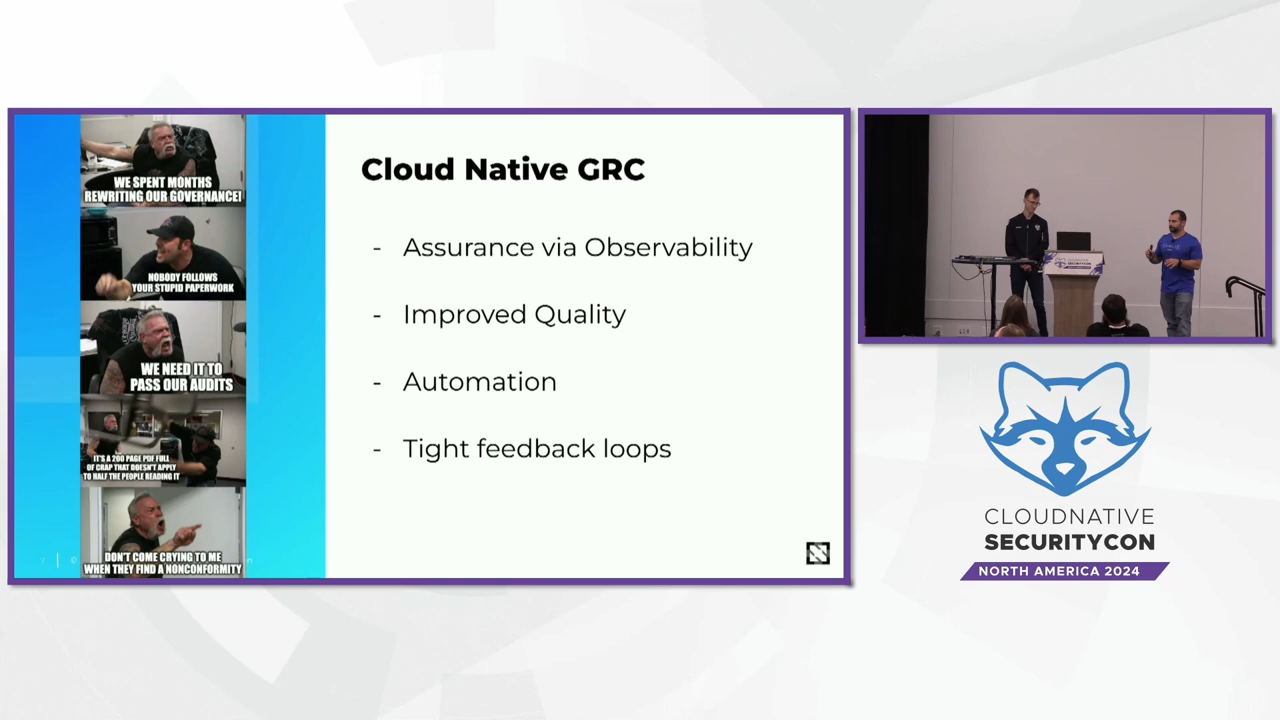 WE SPENT MONTHS
REWRITING OUR GOVERNANCE!
NOBODY FOLLOWS
YOUR STUPID PAPERWORK
WE NEED IT TO
PASS OUR AUDITS
IT'S A 200 PAGE PDF FULL
OF CRAP THAT DOESN'T APPLY
TO HALF THE PEOPLE READING IT
DON'T COME CRYING TO ME
WHEN THEY FIND A NONCONFORMITY
7
Cloud Native GRC
- Assurance via Observability
- Improved Quality
- Automation
- Tight feedback loops
CLOUDNATIVE
SECURITYCON
NORTH AMERICA 2024